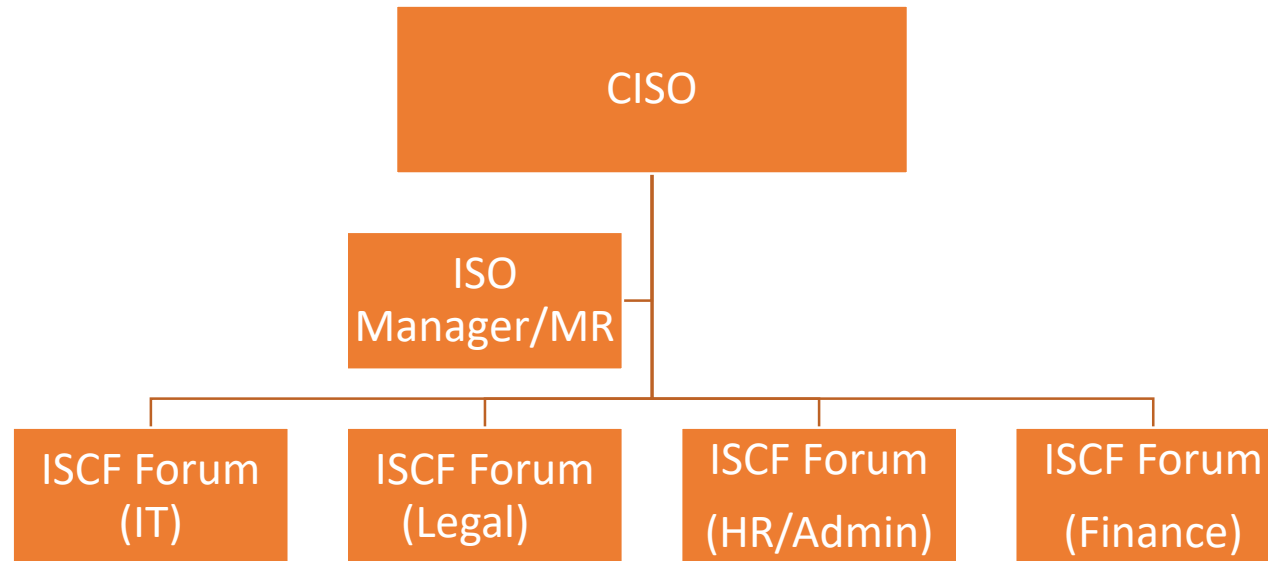 CISO
ISO
Manager/MR
ISCF Forum
(IT)
ISCF Forum
(Legal)
ISCF Forum
(HR/Admin)
ISCF Forum
(Finance)